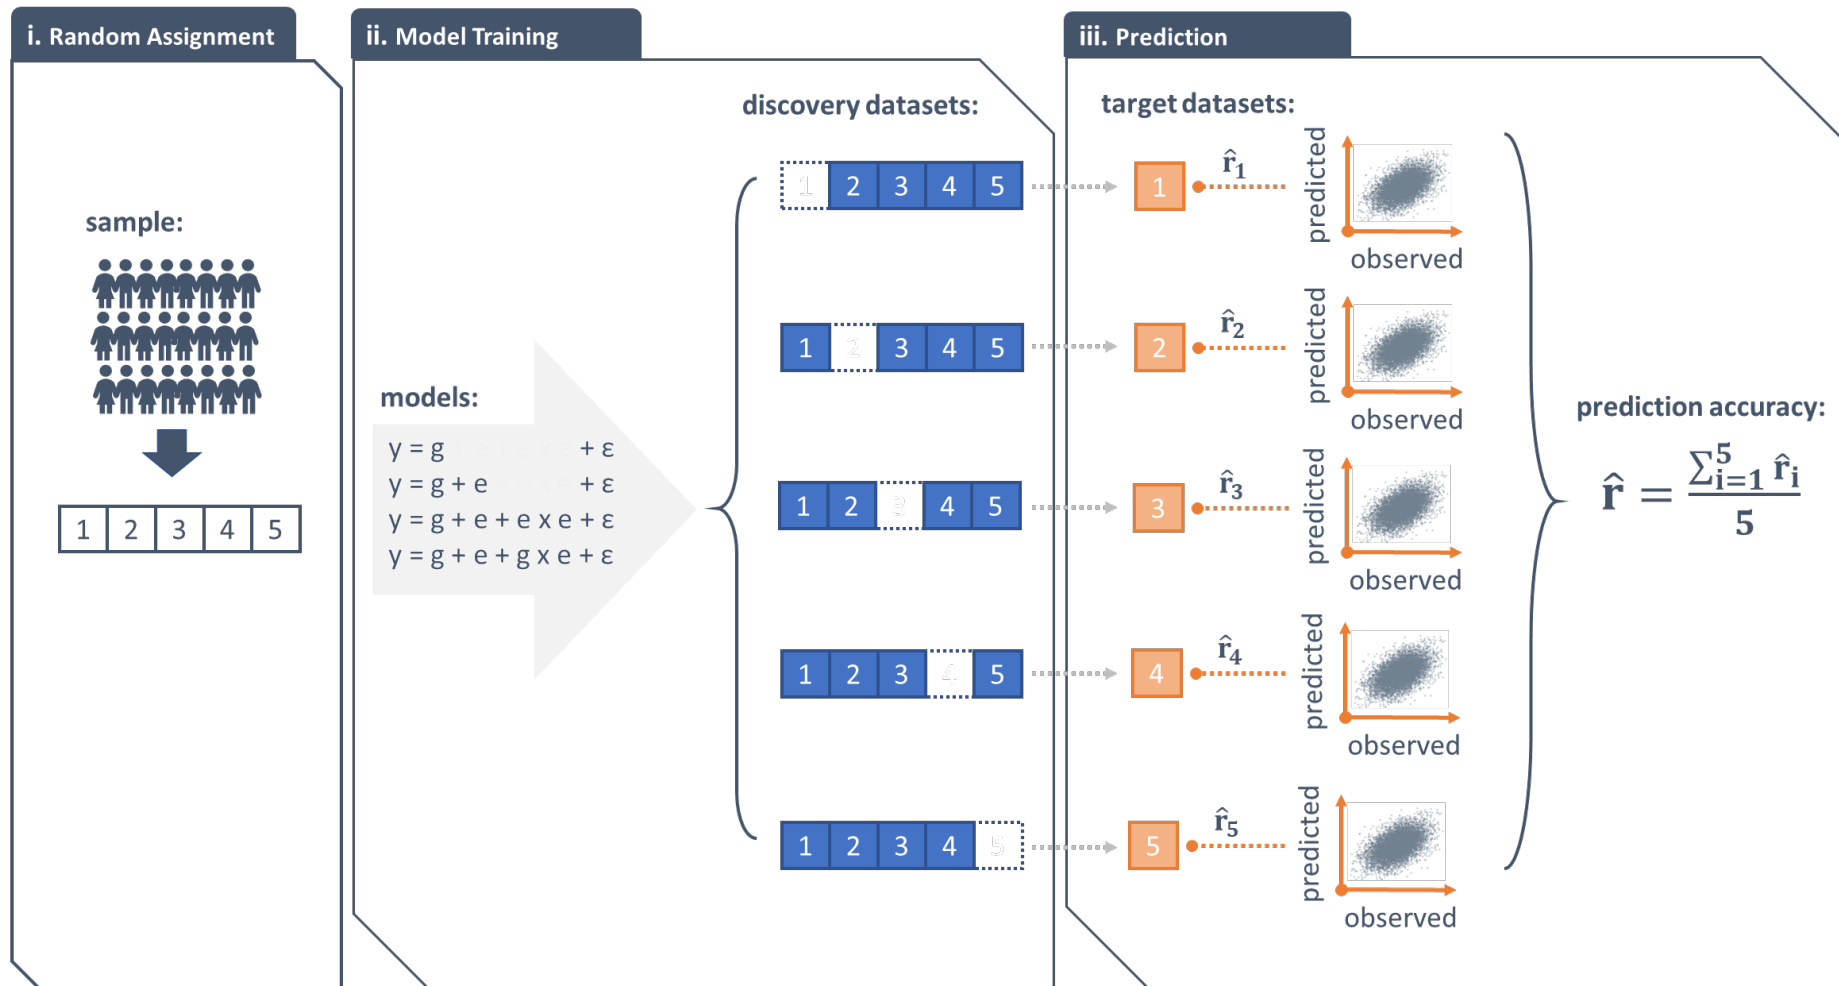 i. Random Assignment
sample:
1 2 3 4 5
ii. Model Training
models:
y = g + ε
y = g + e + ε
y = g + e + e x e + ε
y = g + e + g x e + ε
discovery datasets:
1 2 3 4 5
1 2 3 4 5
1 2 3 4 5
1 2 3 4 5
1 2 3 4 5
iii. Prediction
target datasets:
1 r̂₁ predicted
observed
2 r̂₂ predicted
observed
3 r̂₃ predicted
observed
4 r̂₄ predicted
observed
5 r̂₅ predicted
observed
prediction accuracy:
r̂ = ∑⁵ᵢ₌₁ r̂ᵢ / 5